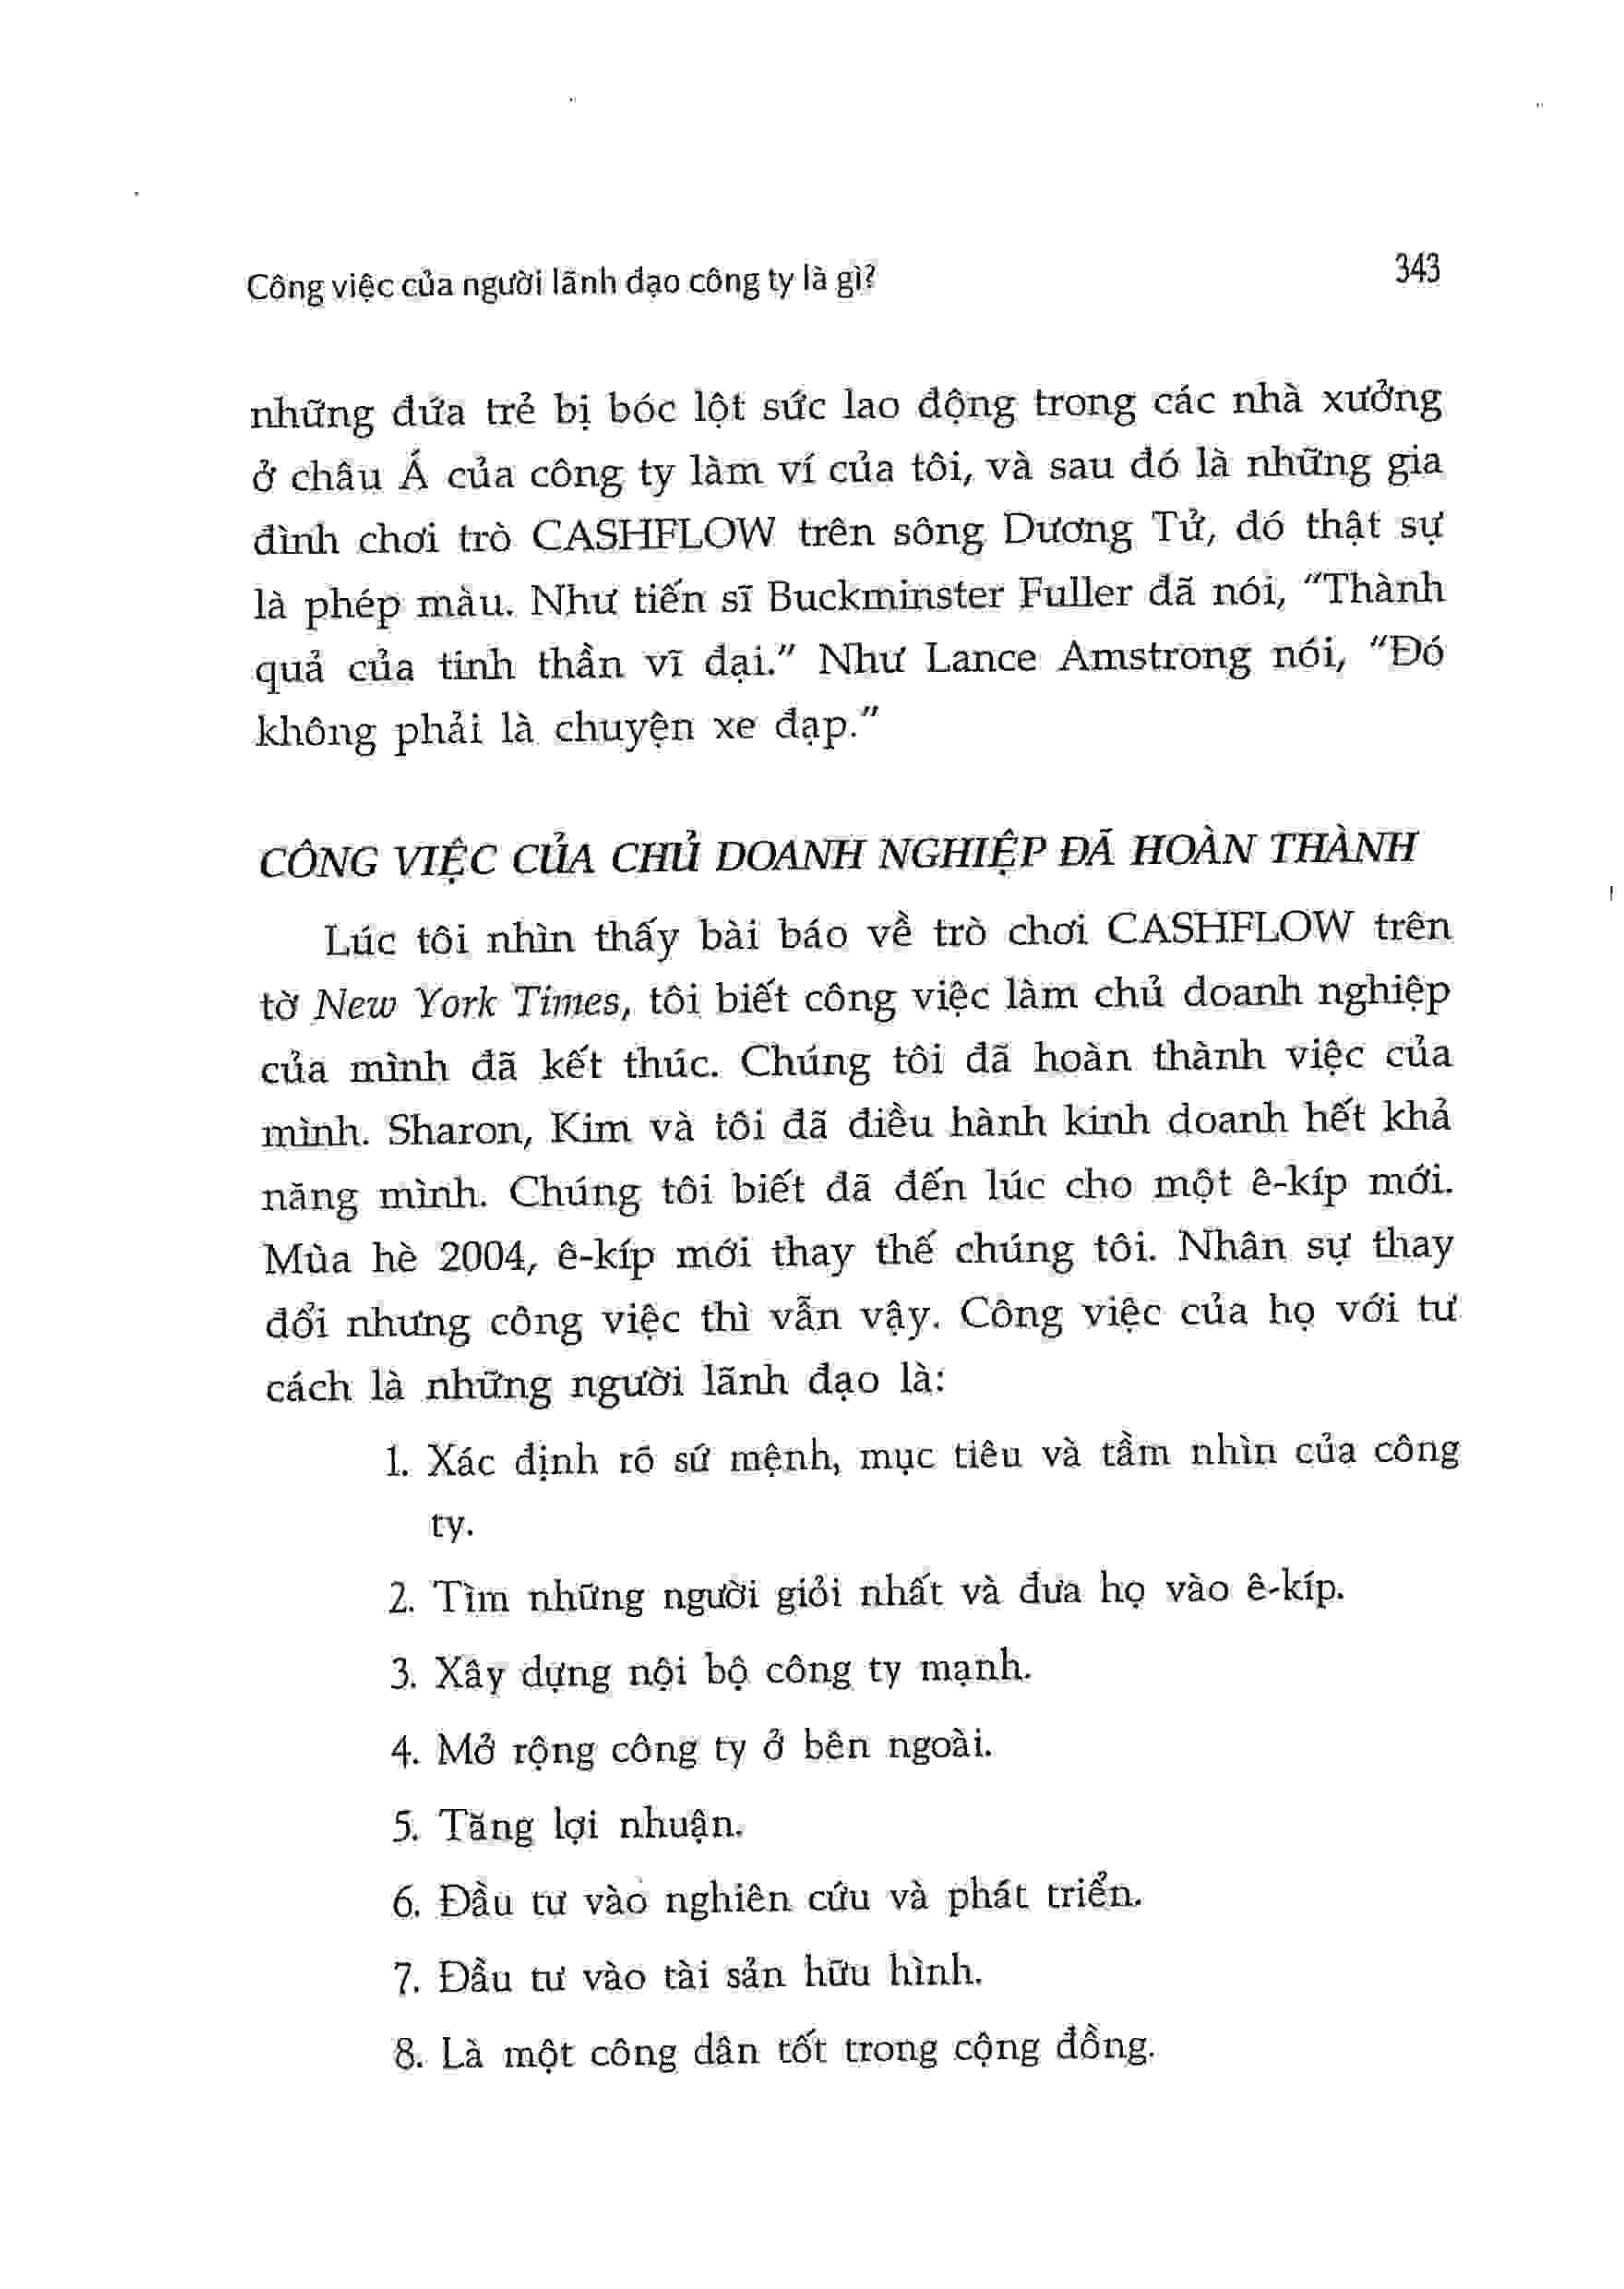 Công việc của người lãnh đạo công ty là gì?
343
những đứa trẻ bị bóc lột sức lao động trong các nhà xưởng
ở châu Á của công ty làm ví của tôi, và sau đó là những gia
đình chơi trò CASHFLOW trên sông Dương Tử, đó thật sự
là phép màu. Như tiến sĩ Buckminster Fuller đã nói, “Thành
quả của tinh thần vĩ đại.” Như Lance Amstrong nói, “Đó
không phải là chuyện xe đạp.”
CÔNG VIỆC CỦA CHỦ DOANH NGHIỆP ĐÃ HOÀN THÀNH
Lúc tôi nhìn thấy bài báo về trò chơi CASHFLOW trên
tờ New York Times, tôi biết công việc làm chủ doanh nghiệp
của mình đã kết thúc. Chúng tôi đã hoàn thành việc của
mình. Sharon, Kim và tôi đã điều hành kinh doanh hết khả
năng mình. Chúng tôi biết đã đến lúc cho một ê-kíp mới.
Mùa hè 2004, ê-kíp mới thay thế chúng tôi. Nhân sự thay
đổi nhưng công việc thì vẫn vậy. Công việc của họ với tư
cách là những người lãnh đạo là:
1. Xác định rõ sứ mệnh, mục tiêu và tầm nhìn của công
ty.
2. Tìm những người giỏi nhất và đưa họ vào ê-kíp.
3. Xây dựng nội bộ công ty mạnh.
4. Mở rộng công ty ở bên ngoài.
5. Tăng lợi nhuận.
6. Đầu tư vào nghiên cứu và phát triển.
7. Đầu tư vào tài sản hữu hình.
8. Là một công dân tốt trong cộng đồng.